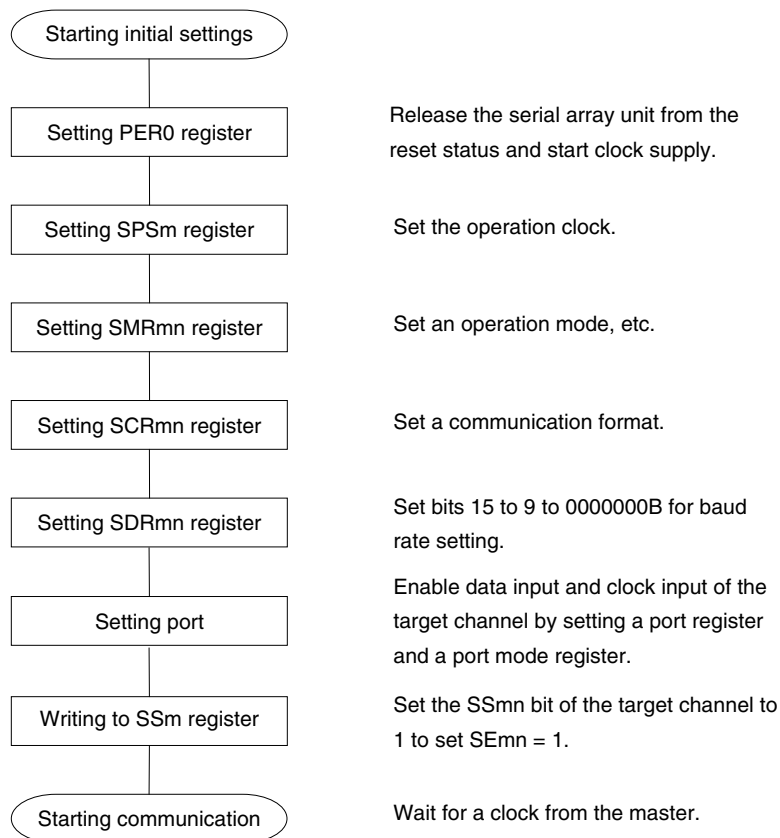 Starting initial settings
Setting PER0 register
Release the serial array unit from the
reset status and start clock supply.
Setting SPSm register
Set the operation clock.
Setting SMRmn register
Set an operation mode, etc.
Setting SCRmn register
Set a communication format.
Setting SDRmn register
Set bits 15 to 9 to 0000000B for baud
rate setting.
Setting port
Enable data input and clock input of the
target channel by setting a port register
and a port mode register.
Writing to SSm register
Set the SSmn bit of the target channel to
1 to set SEmn = 1.
Starting communication
Wait for a clock from the master.